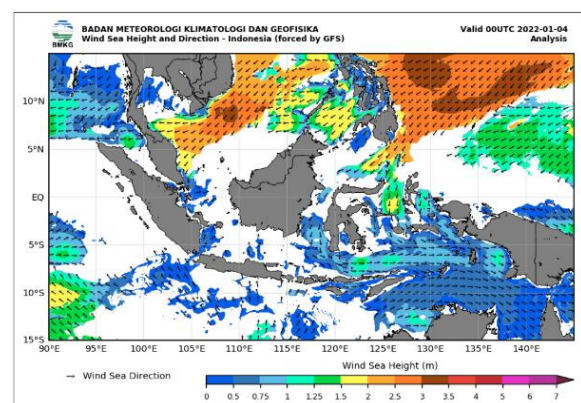 BMKG
BADAN METEOROLOGI KLIMATOLOGI DAN GEOFISIKA
Wind Sea Height and Direction - Indonesia (forced by GFS)
Valid 00UTC 2022-01-04
Analysis
10°N
5°N
EQ
5°S
10°S
15°S
90°E 95°E 100°E 105°E 110°E 115°E 120°E 125°E 130°E 135°E 140°E
Wind Sea Direction
Wind Sea Height (m)
0 0.5 0.75 1 1.25 1.5 2 2.5 3 3.5 4 5 6 7